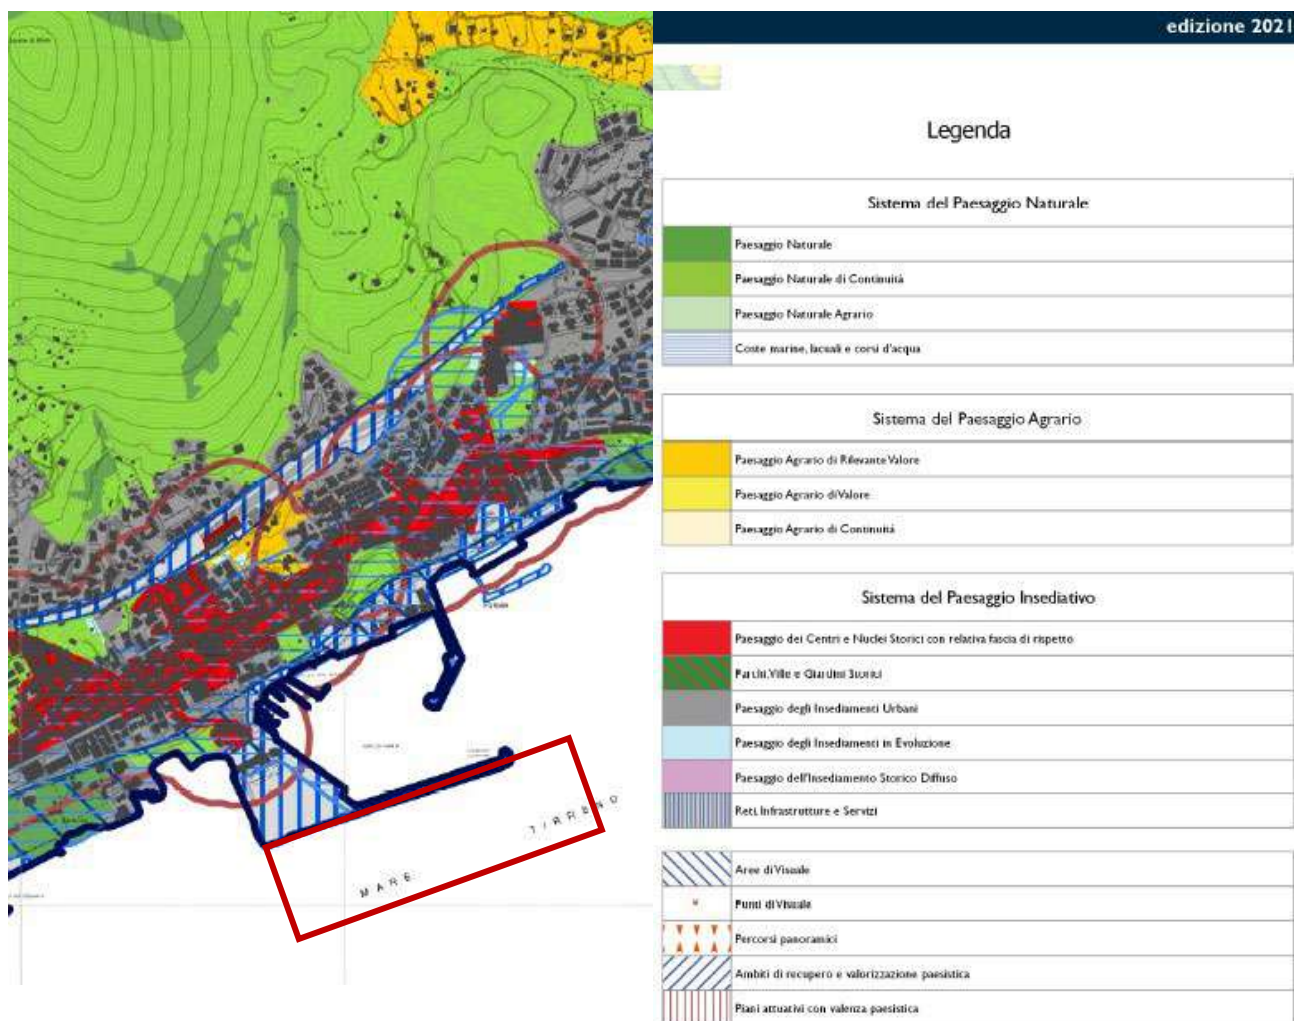 edizione 2021
Legenda
Sistema del Paesaggio Naturale
Paesaggio Naturale
Paesaggio Naturale di Continuità
Paesaggio Naturale Agrario
Coste marine, lacuali e corsi d'acqua
Sistema del Paesaggio Agrario
Paesaggio Agrario di Rilevante Valore
Paesaggio Agrario di Valore
Paesaggio Agrario di Continuità
Sistema del Paesaggio Insediativo
Paesaggio dei Centri e Nuclei Storici con relativa fascia di rispetto
Parchi, Ville e Giardini Storici
Paesaggio degli Insediamenti Urbani
Paesaggio degli Insediamenti in Evoluzione
Paesaggio dell'Insediamento Storico Diffuso
Reti, Infrastrutture e Servizi
Aree di Visuale
Punti di Visuale
Percorsi panoramici
Ambiti di recupero e valorizzazione paesistica
Piani attuativi con valenza paesistica
MARE TIRRENO